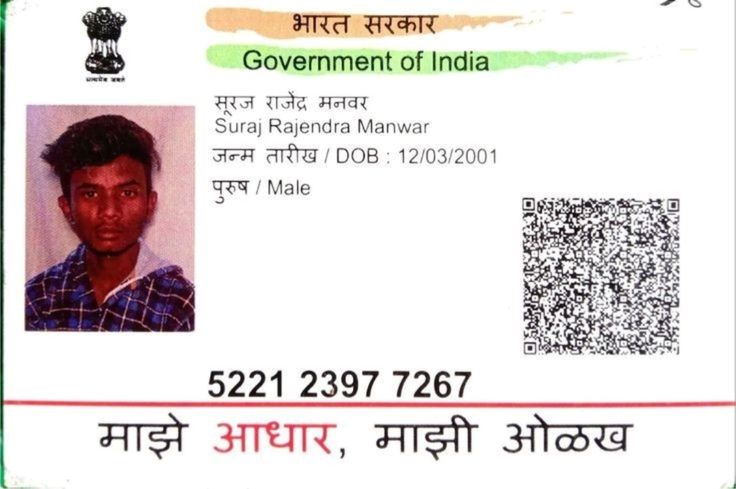 भारत सरकार
Government of India
सत्यमेव जयते
सूरज राजेंद्र मनवर
Suraj Rajendra Manwar
जन्म तारीख / DOB : 12/03/2001
पुरुष / Male
5221 2397 7267
माझे आधार, माझी ओळख